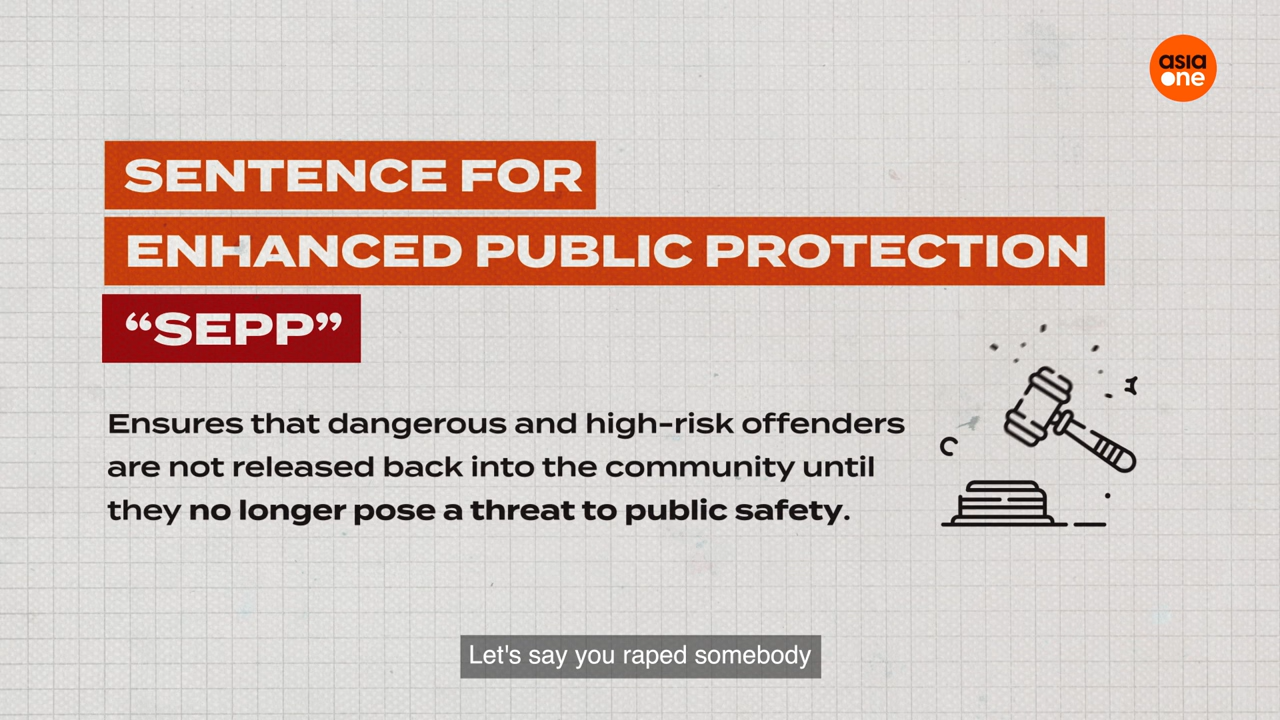 asia
one
SENTENCE FOR
ENHANCED PUBLIC PROTECTION
“SEPP”
Ensures that dangerous and high-risk offenders
are not released back into the community until
they no longer pose a threat to public safety.
Let's say you raped somebody